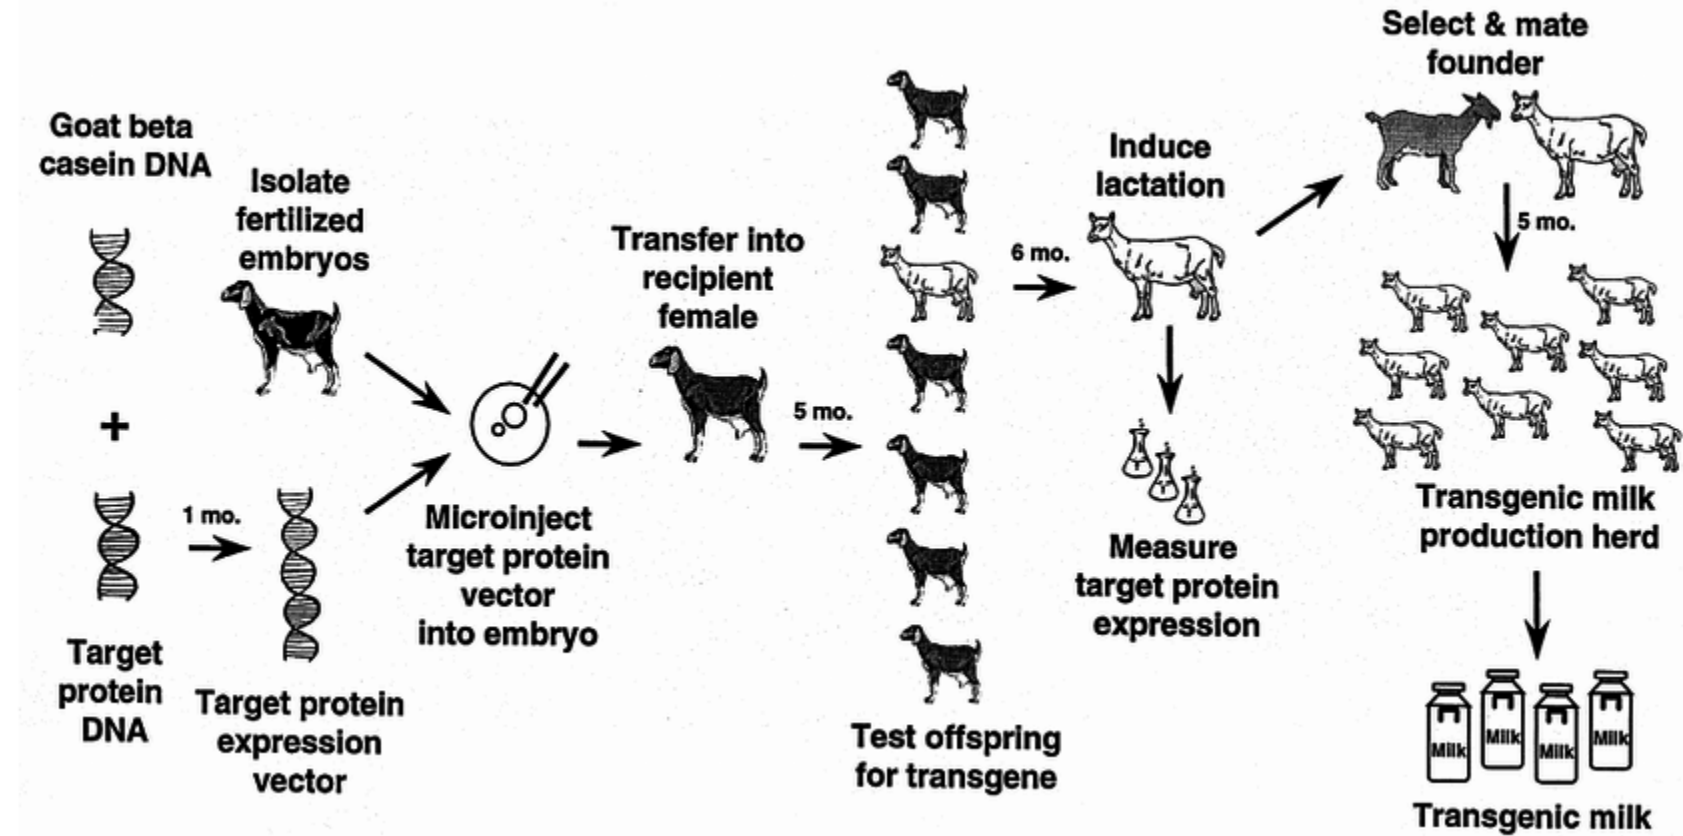 Goat beta
casein DNA
+
Target
protein
DNA
1 mo.
Target protein
expression
vector
Isolate
fertilized
embryos
Microinject
target protein
vector
into embryo
Transfer into
recipient
female
5 mo.
Test offspring
for transgene
6 mo.
Induce
lactation
Measure
target protein
expression
Select & mate
founder
5 mo.
Transgenic milk
production herd
Milk
Milk
Milk
Milk
Transgenic milk